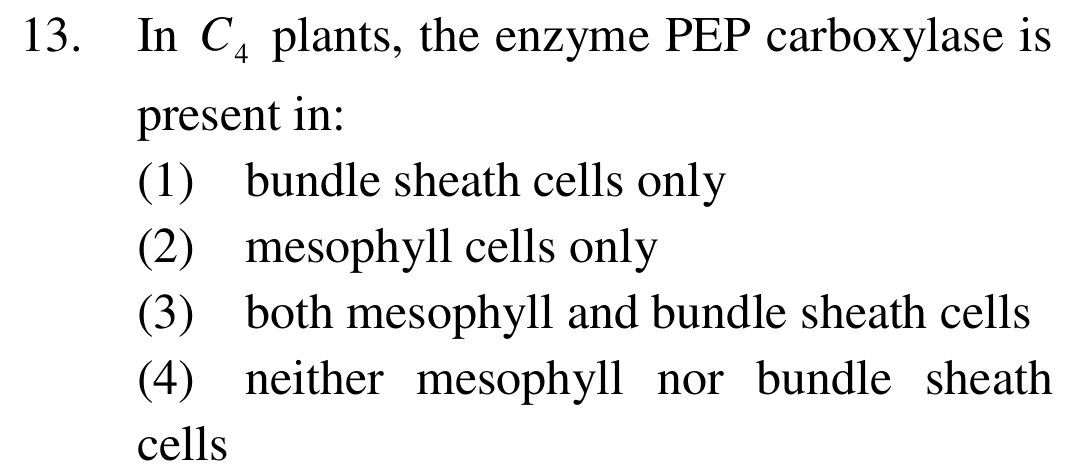 13. In C₄ plants, the enzyme PEP carboxylase is
present in:
(1) bundle sheath cells only
(2) mesophyll cells only
(3) both mesophyll and bundle sheath cells
(4) neither mesophyll nor bundle sheath
cells